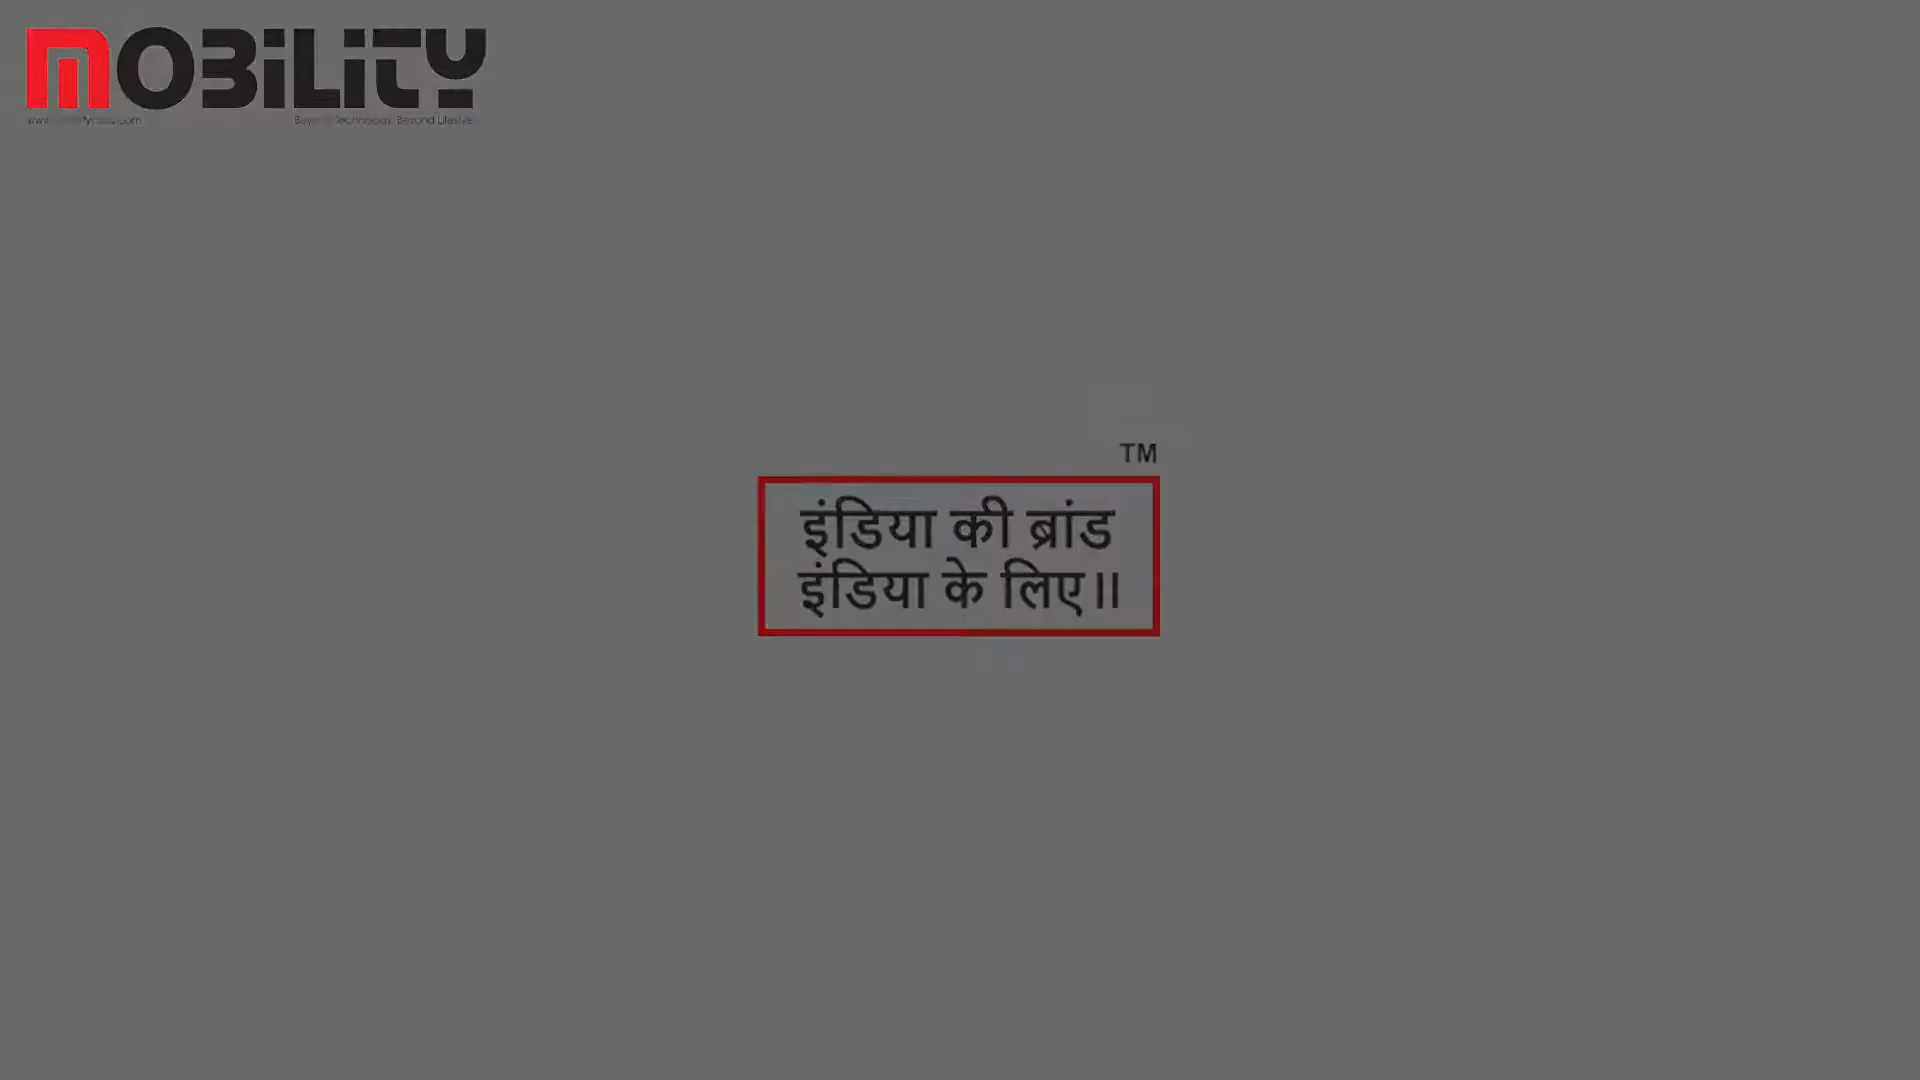 MOBiLiTY
Beyond Technology. Beyond Lifestyle
TM
इंडिया की ब्रांड
इंडिया के लिए॥